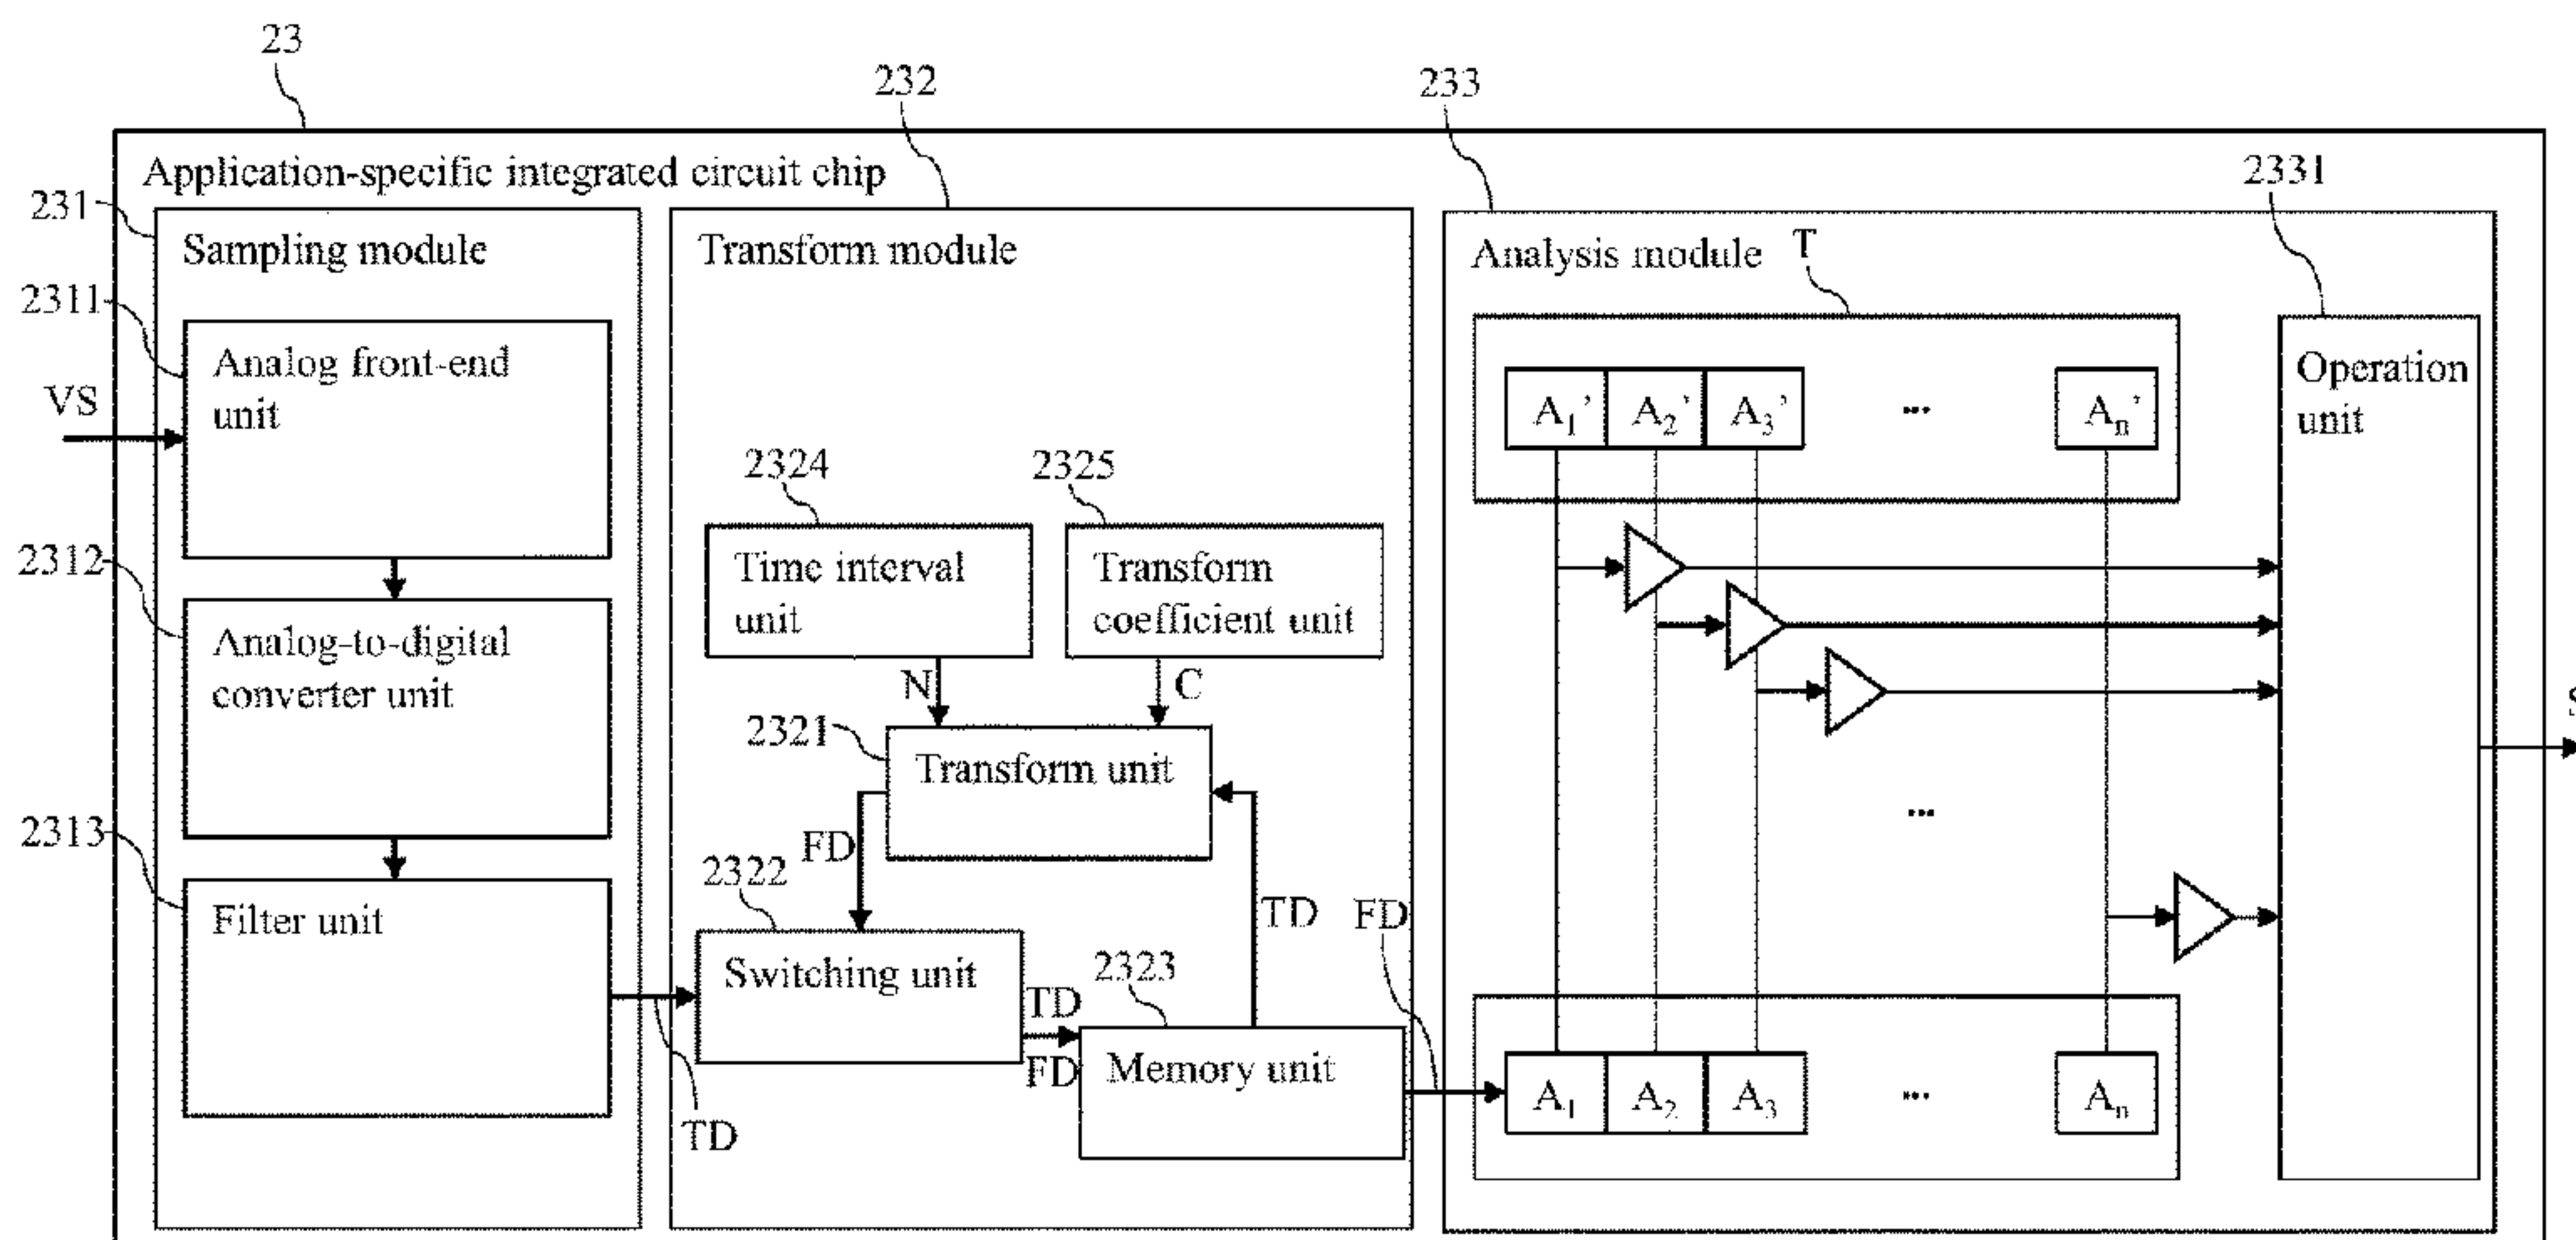 23
232
233
Application-specific integrated circuit chip
2331
231
Sampling module
Transform module
Analysis module
T
2311
Analog front-end
unit
VS
A1’
A2’
A3’
...
An’
Operation
unit
2324
2325
2312
Time interval
unit
Transform
coefficient unit
Analog-to-digital
converter unit
N
C
S
2321
Transform unit
2313
FD
...
2322
TD
FD
Filter unit
Switching unit
2323
TD
FD
Memory unit
A1
A2
A3
...
An
TD